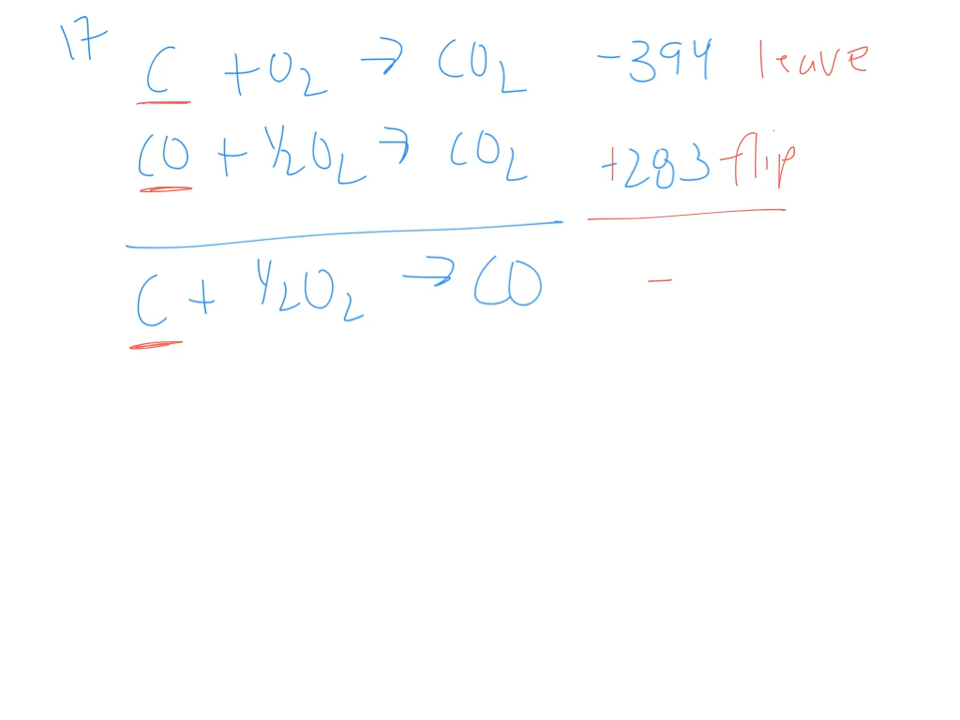 17 C + O₂ → CO₂ -394 leave
CO + ½O₂ → CO₂ +283 flip
C + ½O₂ → CO -